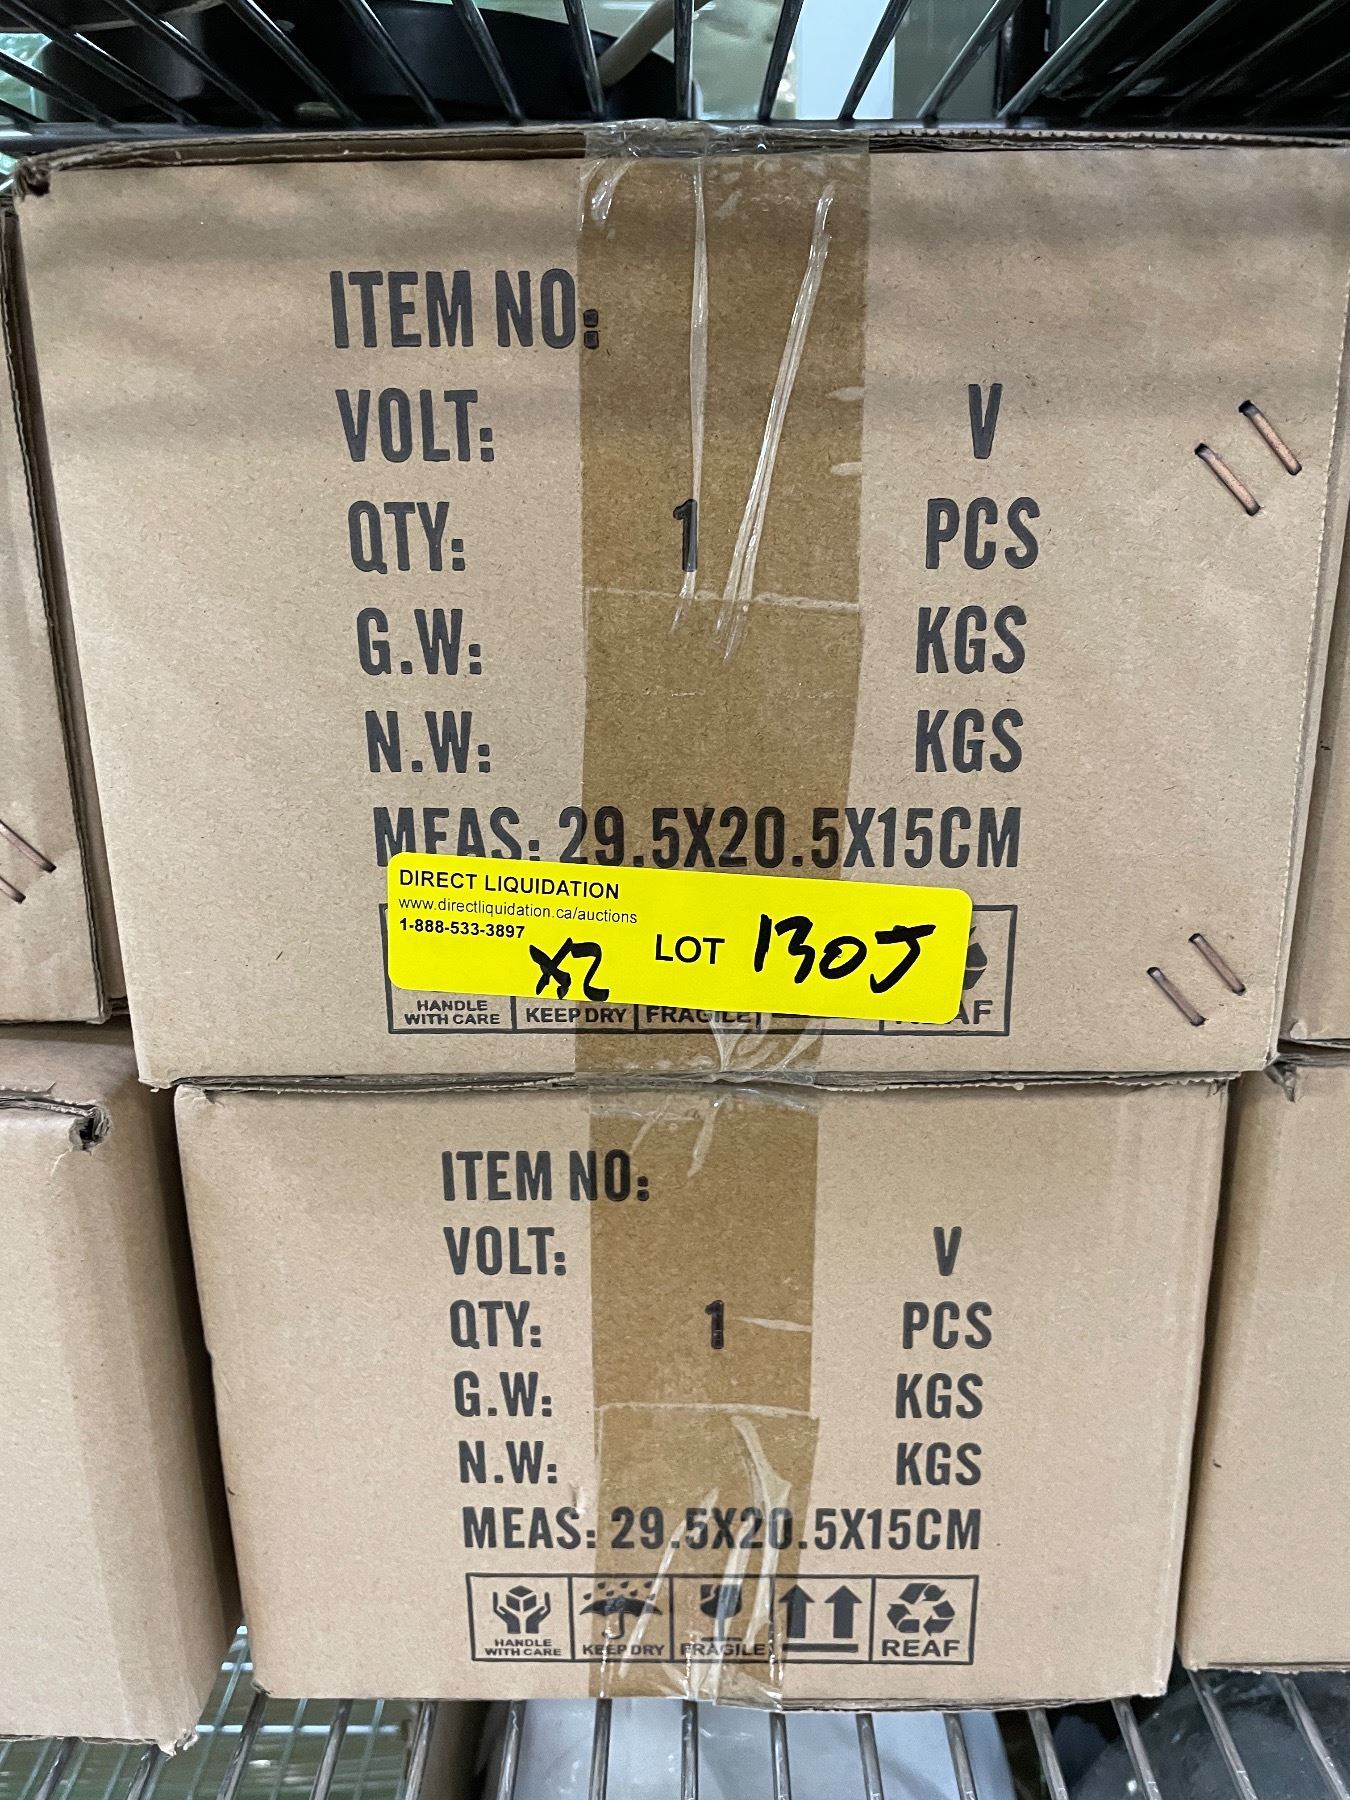 ITEM NO:
VOLT: V
QTY: 1 PCS
G.W: KGS
N.W: KGS
MEAS: 29.5X20.5X15CM
DIRECT LIQUIDATION
www.directliquidation.ca/auctions
1-888-533-3897
X2 LOT 130J
HANDLE WITH CARE KEEP DRY FRAGILE
ITEM NO:
VOLT: V
QTY: 1 PCS
G.W: KGS
N.W: KGS
MEAS: 29.5X20.5X15CM
HANDLE
WITH CARE KEEP DRY FRAGILE REAF